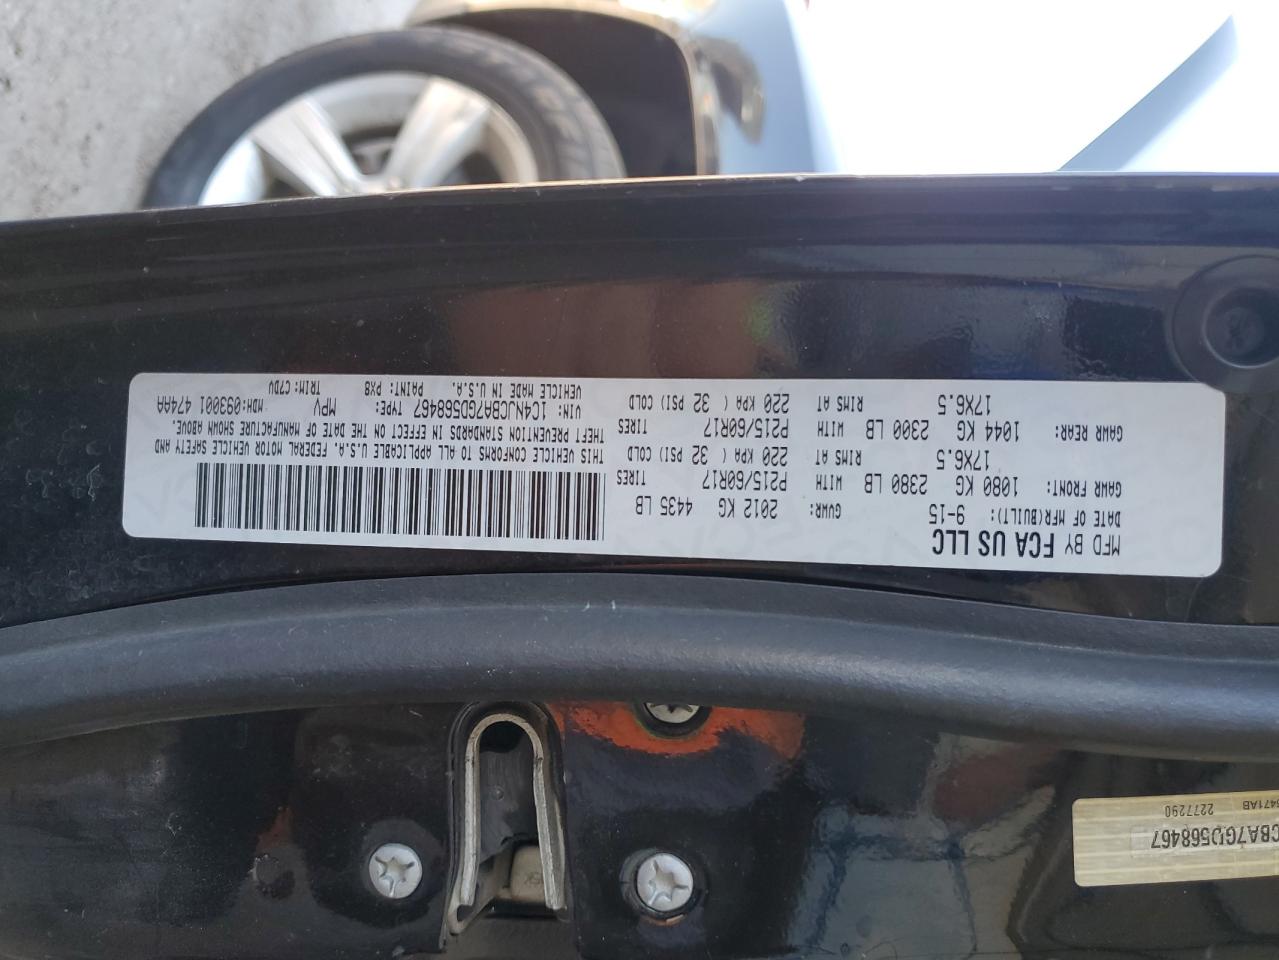 MFD BY FCA US LLC
DATE OF MFR(BUILT): 9-15 GVWR: 2012 KG 4435 LB
GAWR FRONT: 1080 KG 2380 LB WITH P215/60R17 TIRES
17X6.5 RIMS AT 220 KPA ( 32 PSI) COLD
GAWR REAR: 1044 KG 2300 LB WITH P215/60R17 TIRES
17X6.5 RIMS AT 220 KPA ( 32 PSI) COLD
THIS VEHICLE CONFORMS TO ALL APPLICABLE U.S.A. FEDERAL MOTOR VEHICLE SAFETY AND
THEFT PREVENTION STANDARDS IN EFFECT ON THE DATE OF MANUFACTURE SHOWN ABOVE.
VIN: 1C4NJCBA7GD568467 TYPE: MPV MDH: 093001 474AA
VEHICLE MADE IN U.S.A. PAINT: PX8 TRIM: C7DV
CBA7GD568467
2277290 6471AB